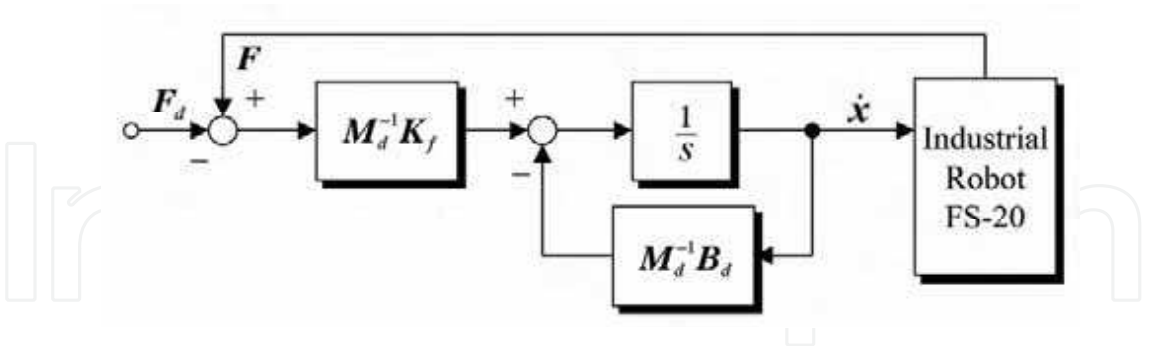 F
F_d
+
−
M_d^{-1}K_f
+
−
1/s
ẋ
Industrial
Robot
FS-20
M_d^{-1}B_d